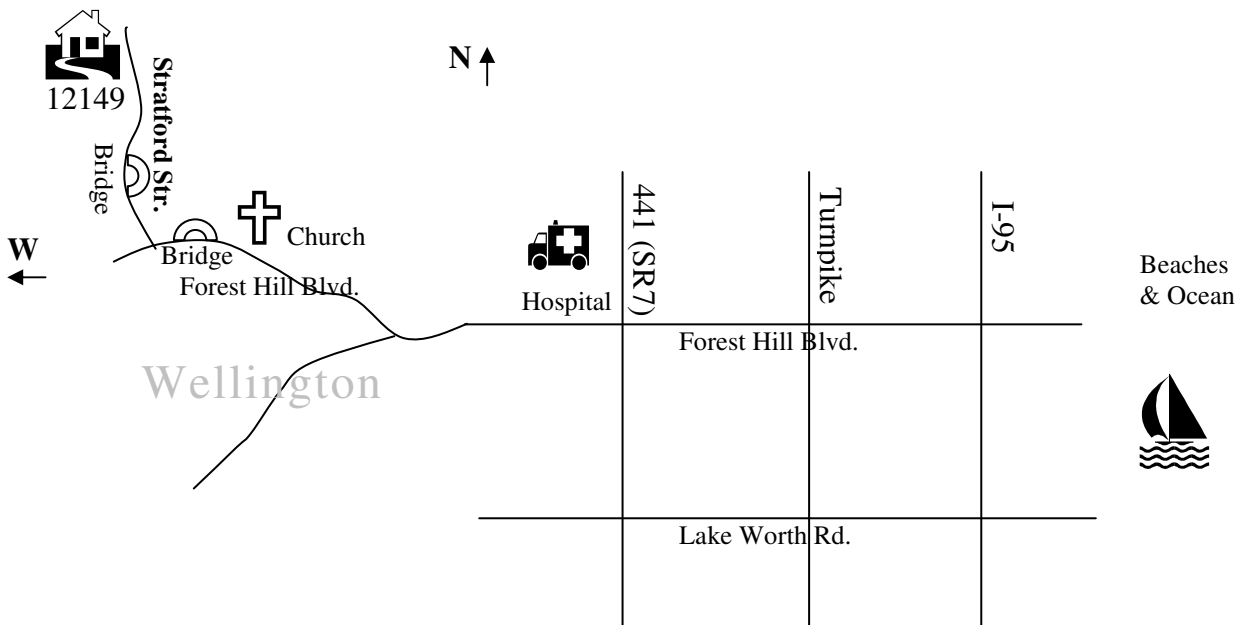 N
12149
Stratford Str.
Bridge
W
Bridge
Church
Forest Hill Blvd.
Hospital
441 (SR7)
Turnpike
I-95
Beaches
& Ocean
Forest Hill Blvd.
Wellington
Lake Worth Rd.